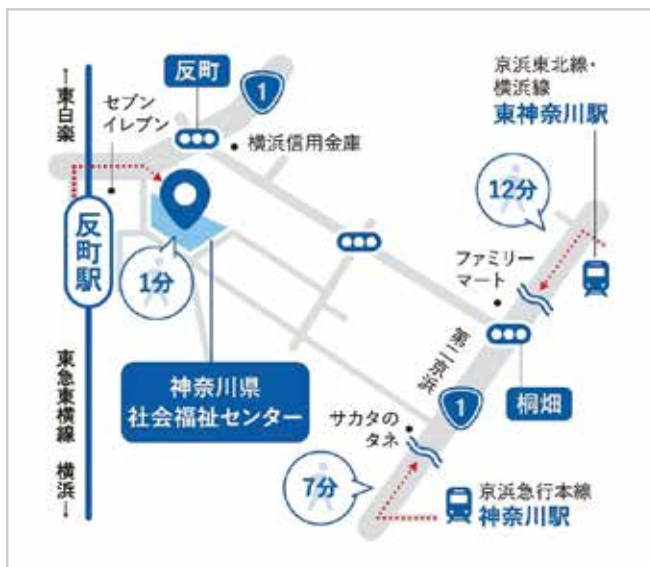 反町
1
京浜東北線・
横浜線
東神奈川駅
←東白楽
セブン
イレブン
横浜信用金庫
12分
反町駅
1分
ファミリー
マート
第二京浜
神奈川県
社会福祉センター
1
桐畑
サカタの
タネ
東急東横線 横浜→
7分
京浜急行本線
神奈川駅